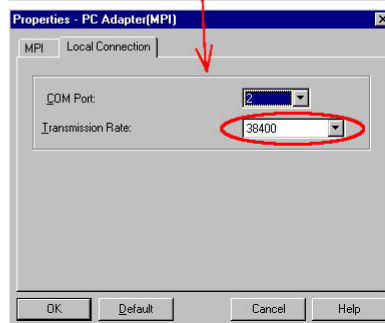 Properties - PC Adapter(MPI)
MPI Local Connection
COM Port: 2
Transmission Rate: 38400
OK Default Cancel Help